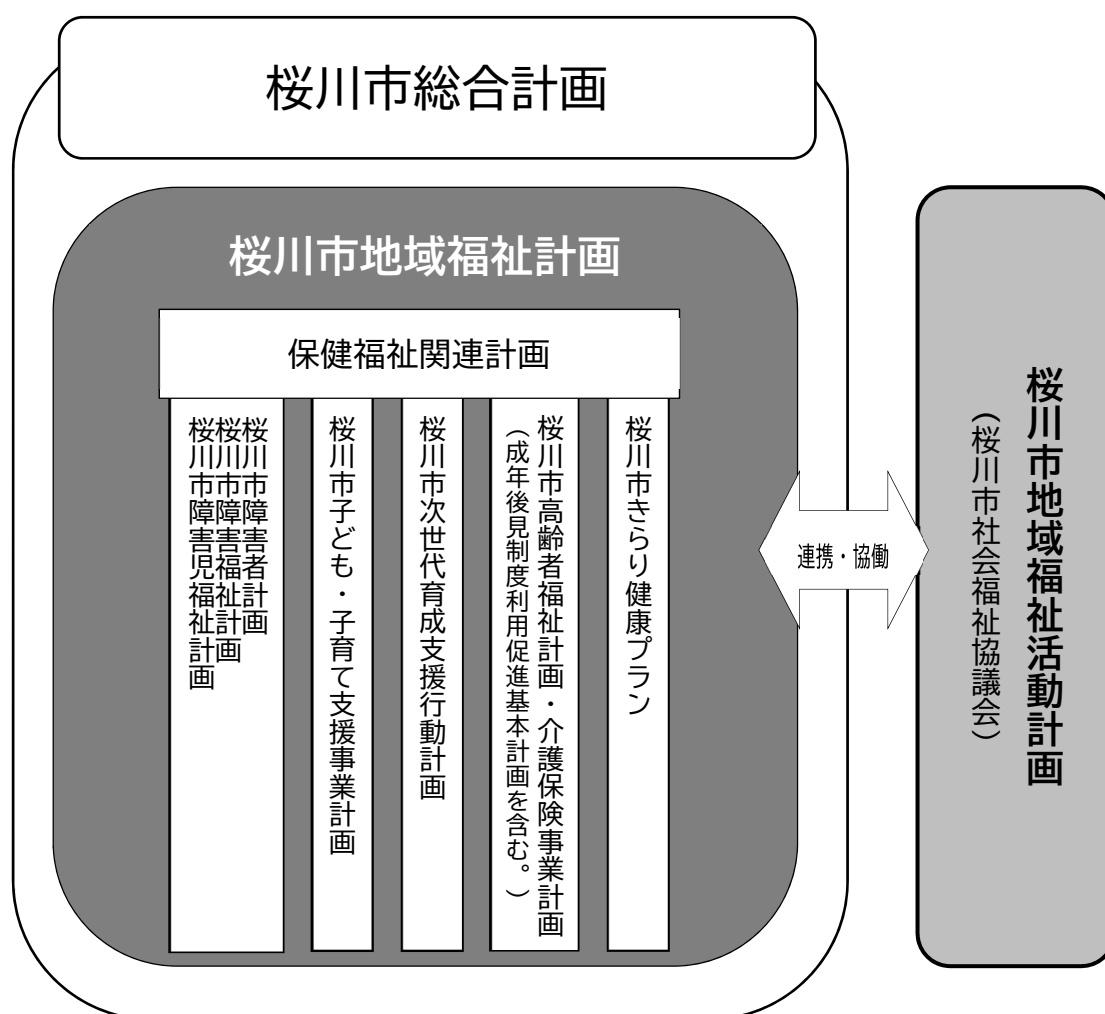 桜川市総合計画
桜川市地域福祉計画
保健福祉関連計画
桜川市障害者計画
桜川市障害福祉計画
桜川市障害児福祉計画
桜川市子ども・子育て支援事業計画
桜川市次世代育成支援行動計画
桜川市高齢者福祉計画・介護保険事業計画
（成年後見制度利用促進基本計画を含む。）
桜川市きらり健康プラン
連携・協働
桜川市地域福祉活動計画
（桜川市社会福祉協議会）